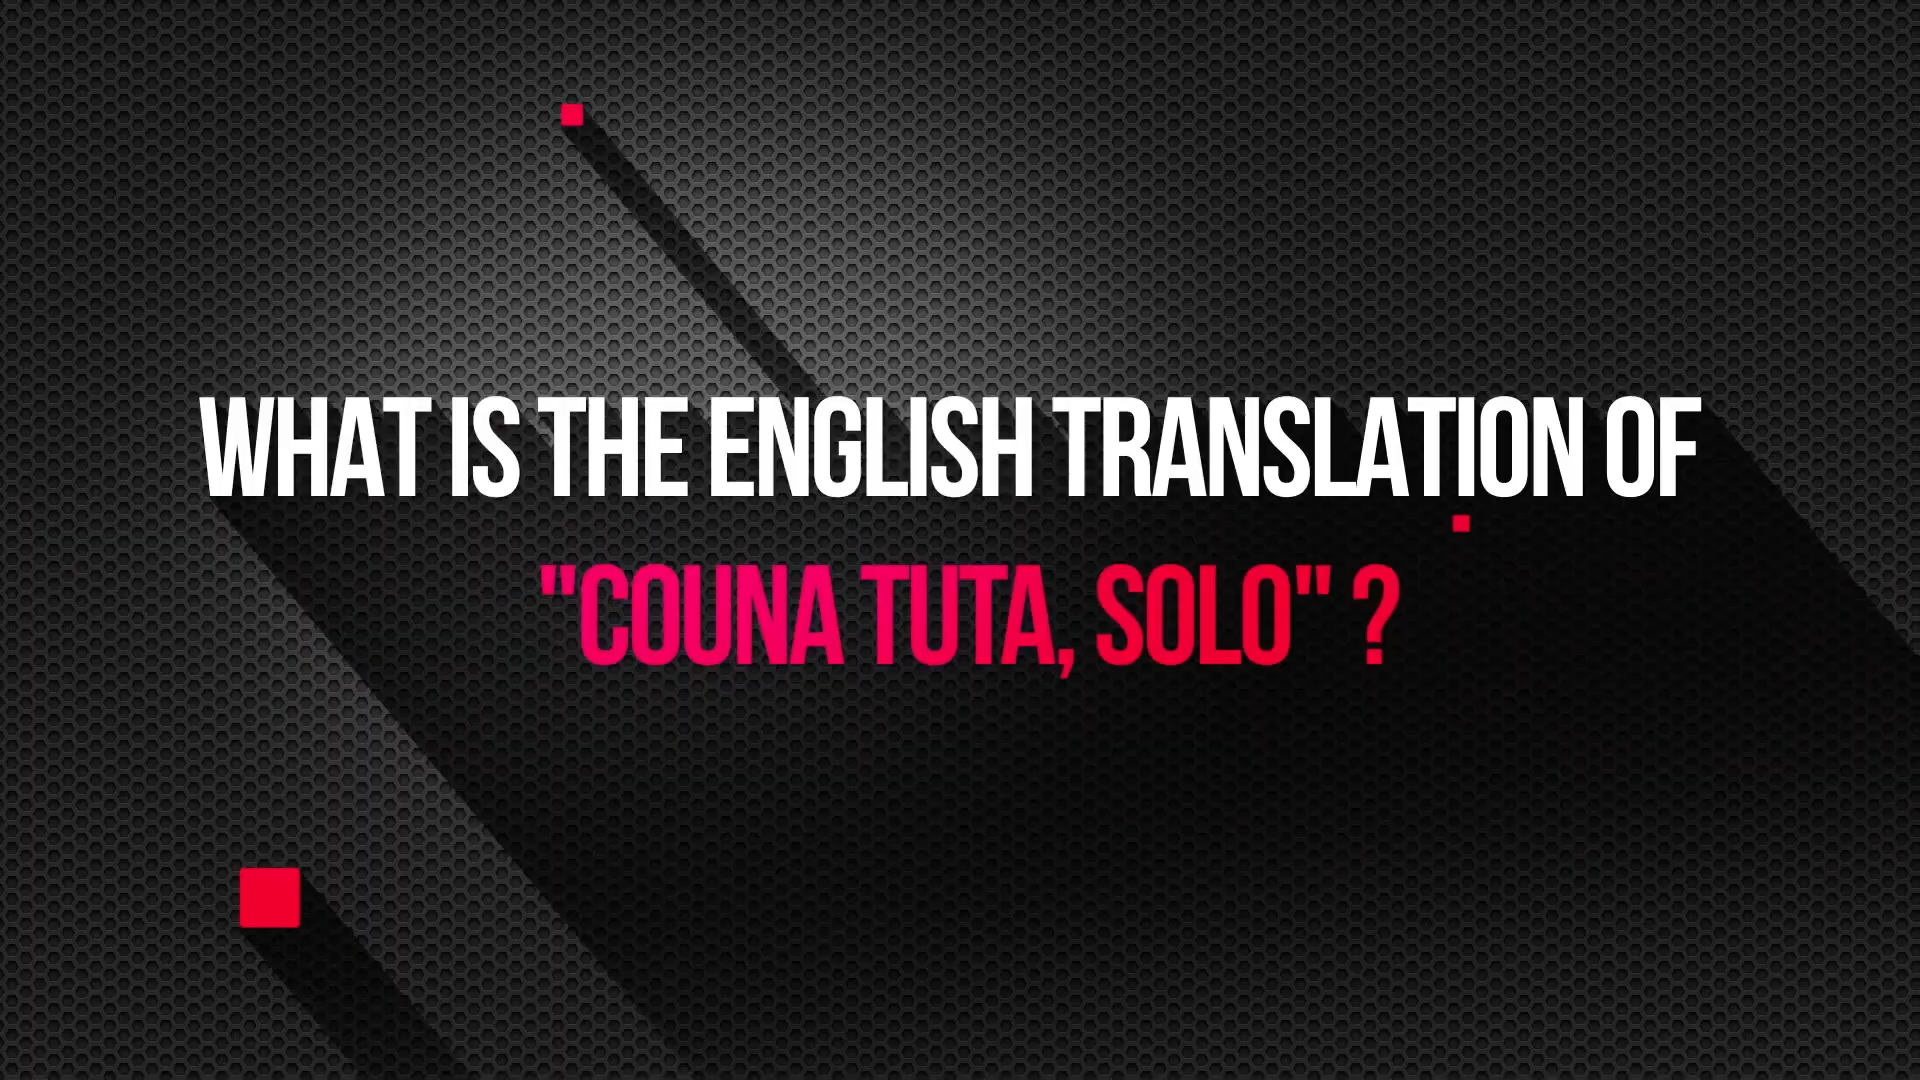 WHAT IS THE ENGLISH TRANSLATION OF
"COUNA TUTA, SOLO" ?